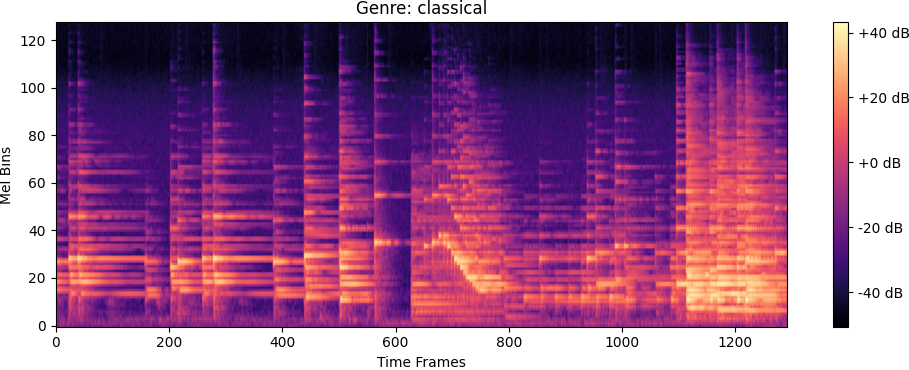 Genre: classical
120
100
80
60
40
20
0
Mel Bins
0 200 400 600 800 1000 1200
Time Frames
+40 dB
+20 dB
+0 dB
-20 dB
-40 dB